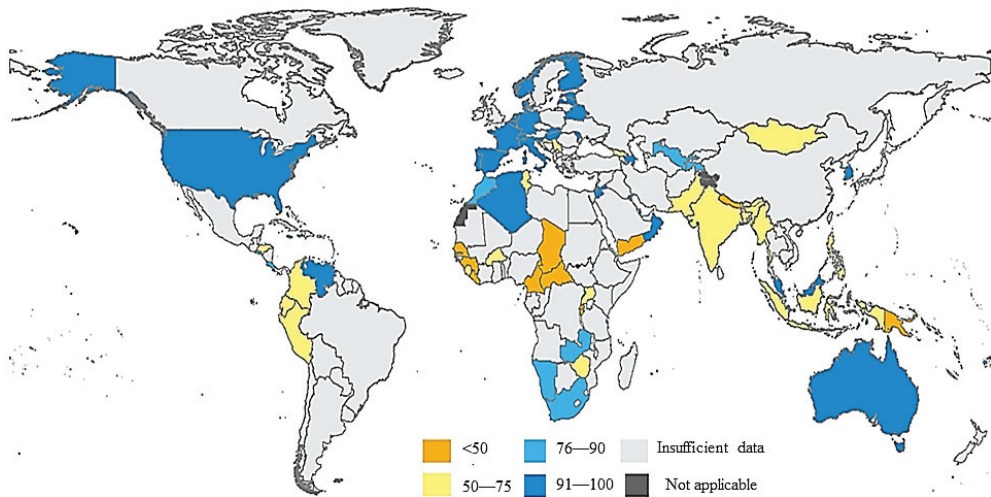 <50 76—90 Insufficient data
50—75 91—100 Not applicable